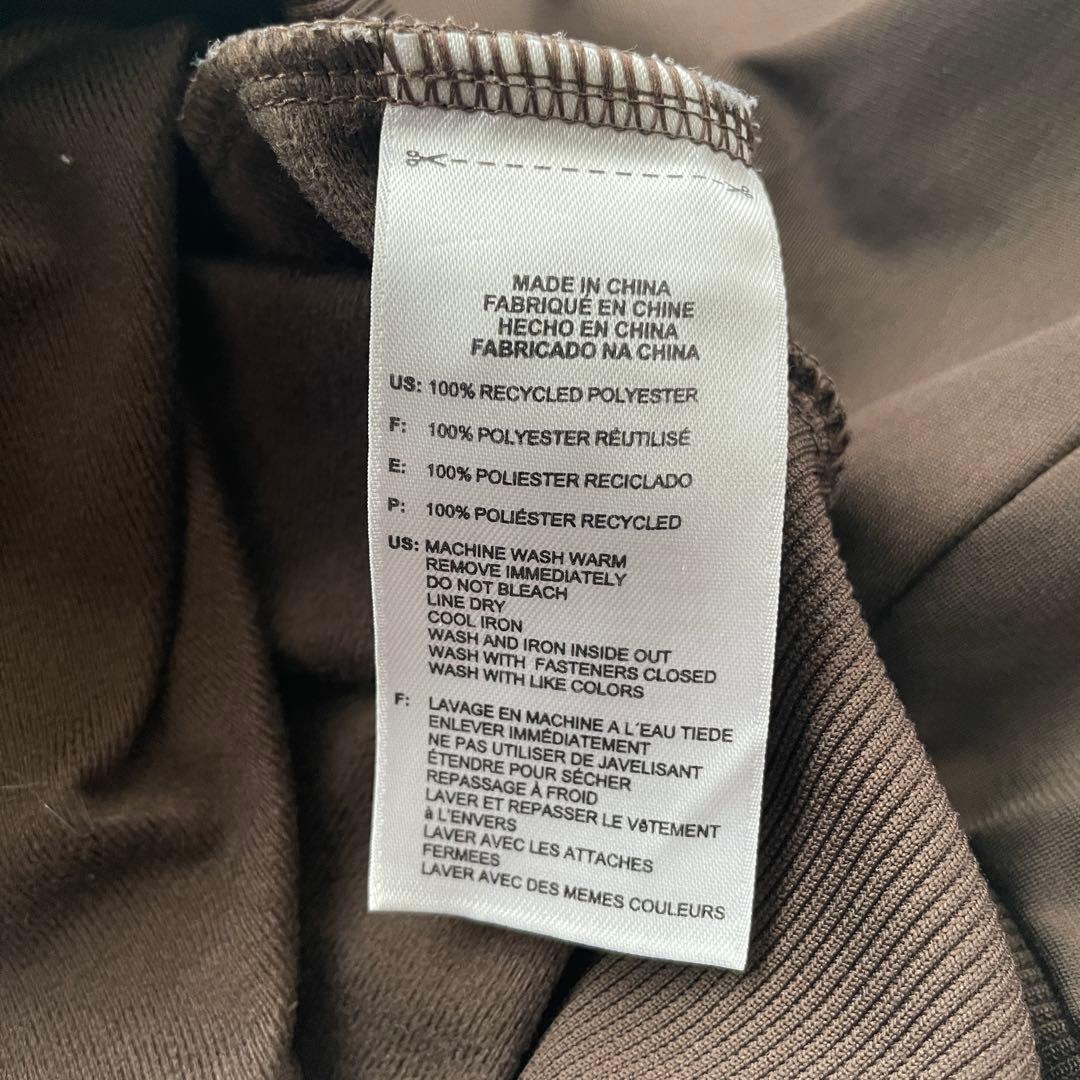 MADE IN CHINA
FABRIQUE EN CHINE
HECHO EN CHINA
FABRICADO NA CHINA
US: 100% RECYCLED POLYESTER
F: 100% POLYESTER RÉUTILISÉ
E: 100% POLIESTER RECICLADO
P: 100% POLIÉSTER RECYCLED
US: MACHINE WASH WARM
REMOVE IMMEDIATELY
DO NOT BLEACH
LINE DRY
COOL IRON
WASH AND IRON INSIDE OUT
WASH WITH FASTENERS CLOSED
WASH WITH LIKE COLORS
F: LAVAGE EN MACHINE A L´EAU TIEDE
ENLEVER IMMÉDIATEMENT
NE PAS UTILISER DE JAVELISANT
ÉTENDRE POUR SÉCHER
REPASSAGE À FROID
LAVER ET REPASSER LE VêTEMENT
à L'ENVERS
LAVER AVEC LES ATTACHES
FERMEES
LAVER AVEC DES MEMES COULEURS